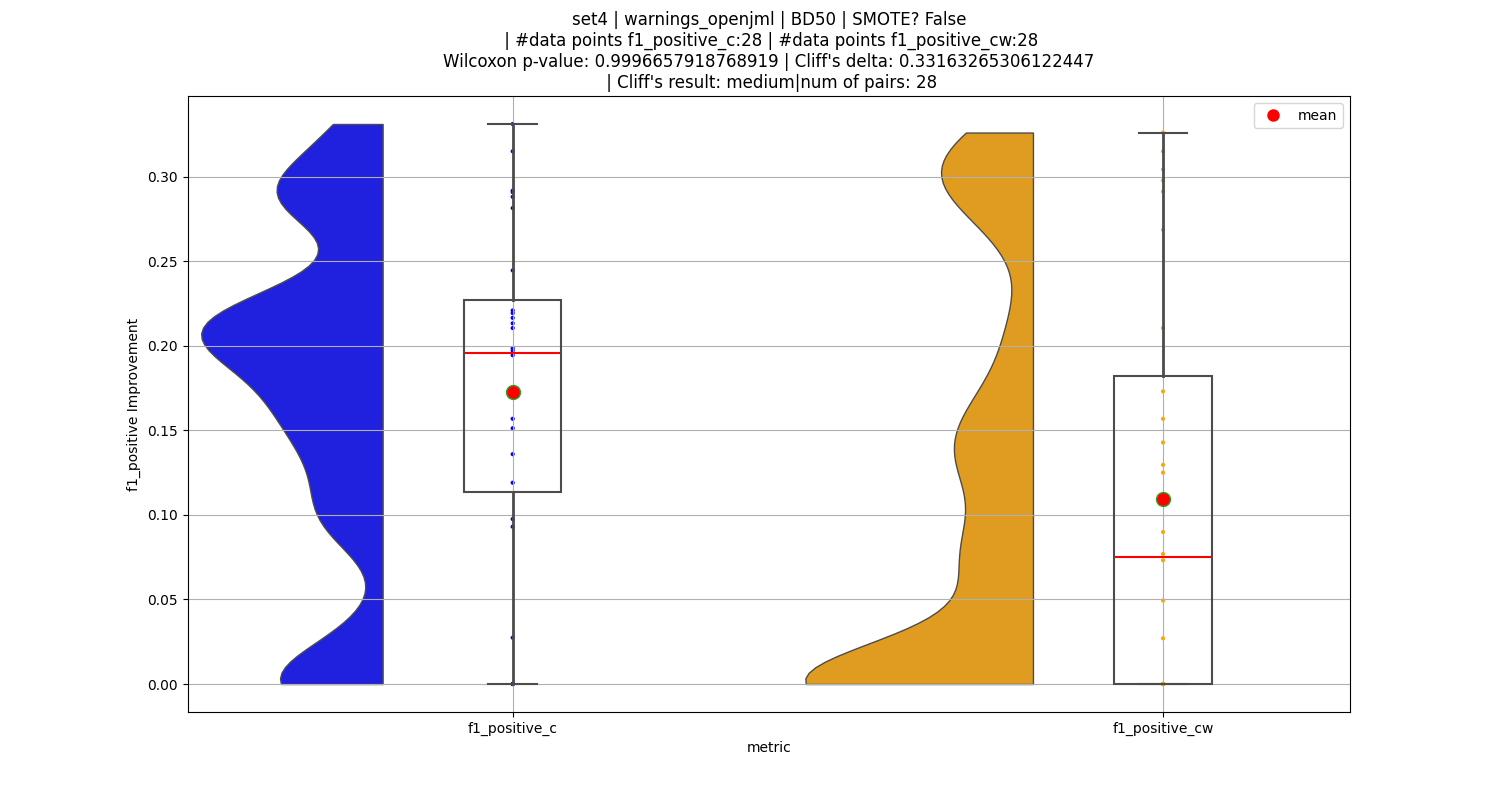 set4 | warnings_openjml | BD50 | SMOTE? False
| #data points f1_positive_c:28 | #data points f1_positive_cw:28
Wilcoxon p-value: 0.9996657918768919 | Cliff's delta: 0.33163265306122447
| Cliff's result: medium|num of pairs: 28
mean
0.30
0.25
0.20
0.15
0.10
0.05
0.00
f1_positive Improvement
f1_positive_c
f1_positive_cw
metric